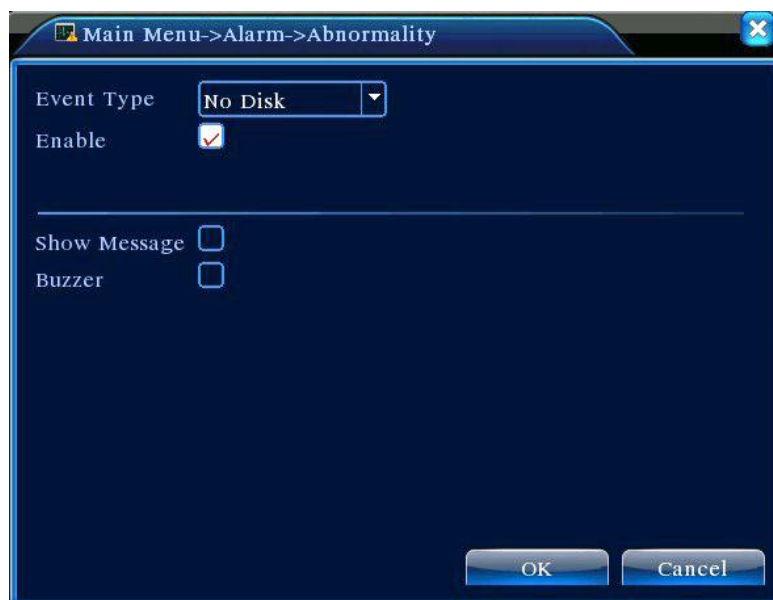 Main Menu->Alarm->Abnormality
Event Type No Disk
Enable
Show Message
Buzzer
OK Cancel